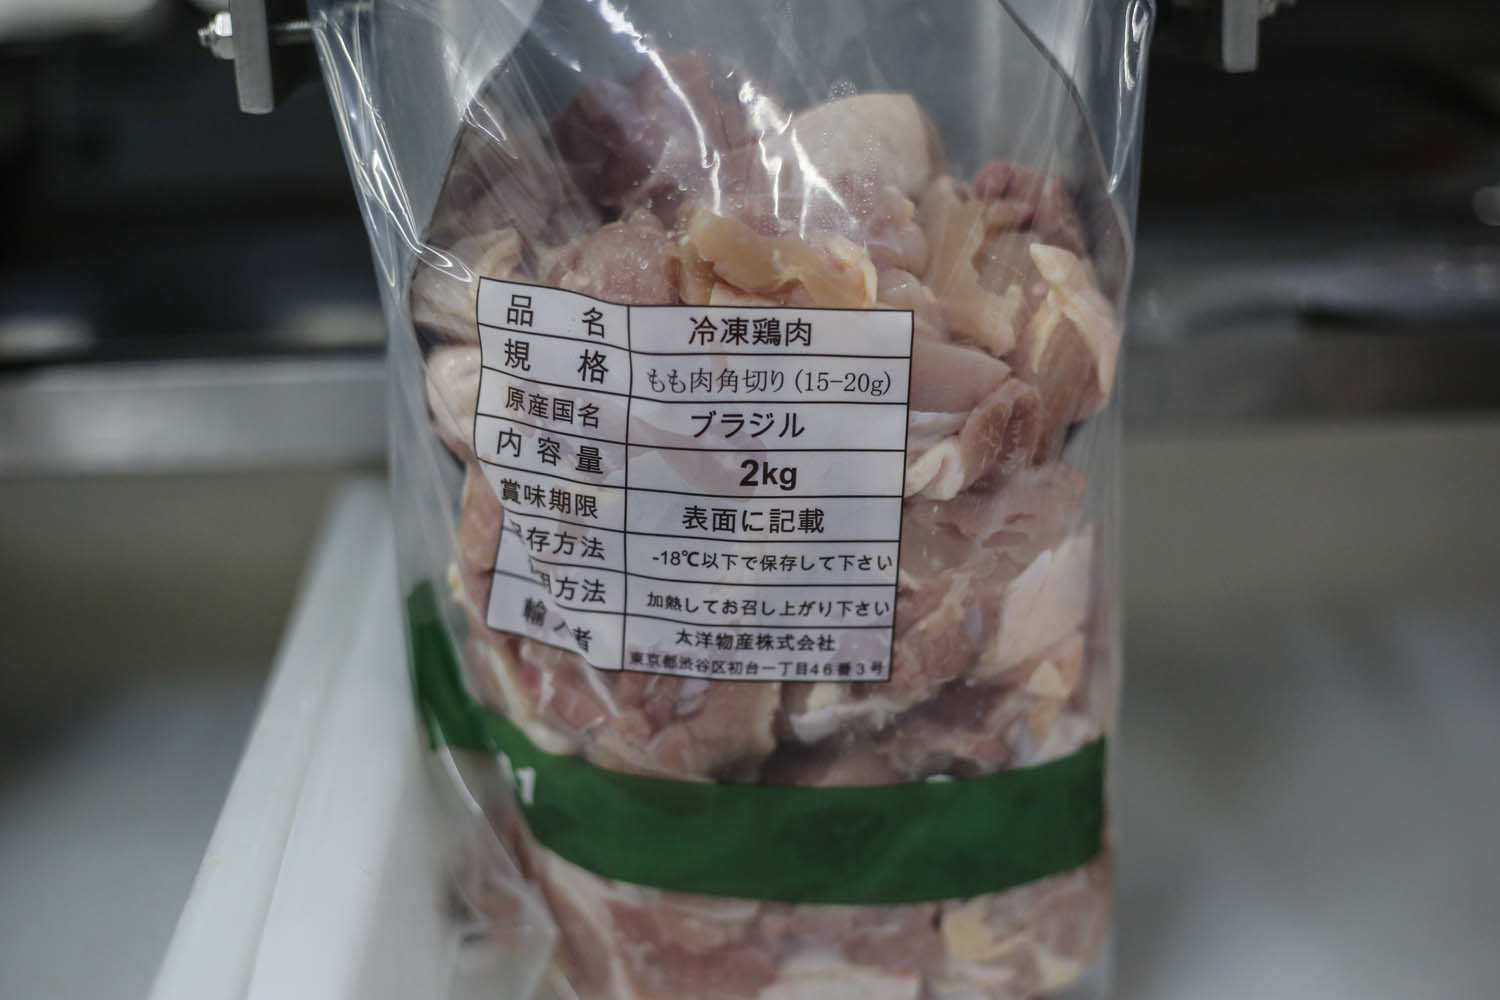 品名 冷凍鶏肉
規格 もも肉角切り(15-20g)
原産国名 ブラジル
内容量 2kg
賞味期限 表面に記載
存方法 -18℃以下で保存して下さい
方法 加熱してお召し上がり下さい
輸入者 太洋物産株式会社
東京都渋谷区初台一丁目46番3号